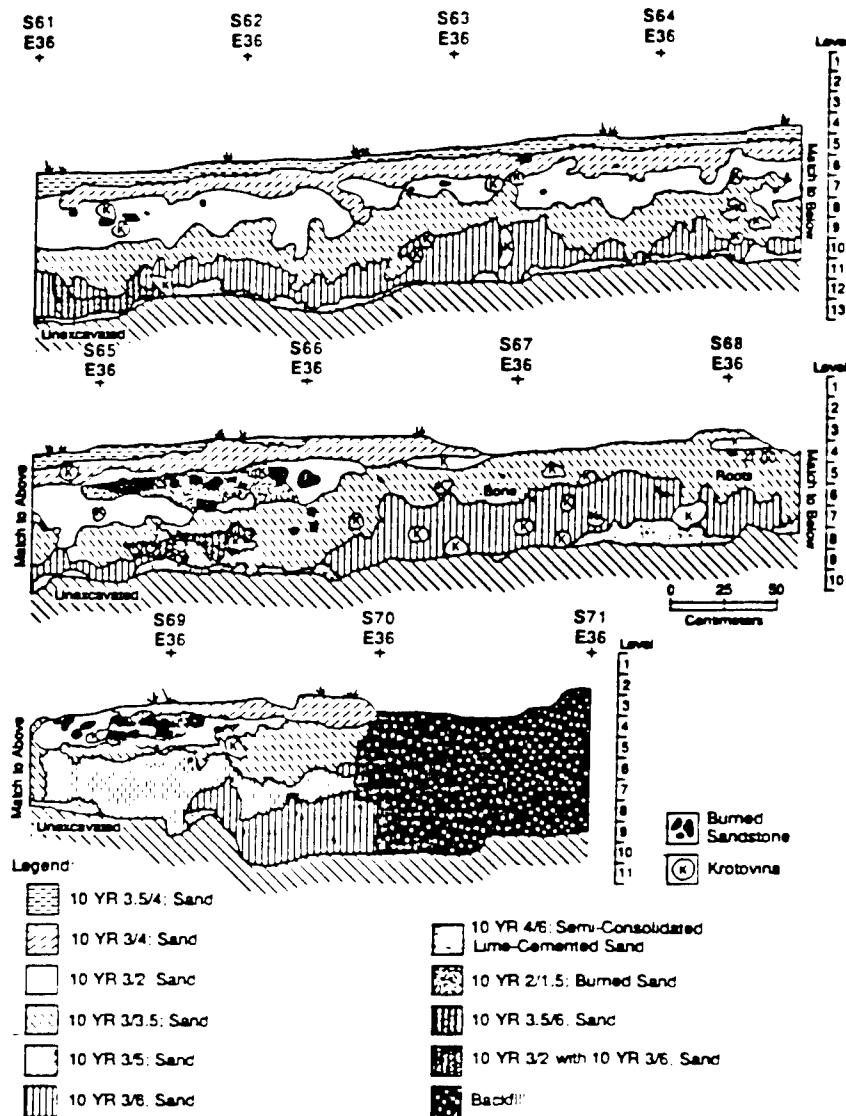 S61 S62 S63 S64
E36 E36 E36 E36
Level
1
2
3
4
5
6
7
8
9
10
11
12
13
Match to Below
K K K K K K K K K K K
Unexcavated
S65 S66 S67 S68
E36 E36 E36 E36
Level
1
2
3
4
5
6
7
8
9
10
Match to Above
Match to Below
K K K K K K K K K K K K
Bone
Roots
Unexcavated
0 25 50
Centimeters
S69 S70 S71
E36 E36 E36
Level
1
2
3
4
5
6
7
8
9
10
11
Match to Above
K K
Unexcavated
Burned
Sandstone
K Krotovina
Legend:
10 YR 3.5/4: Sand
10 YR 3/4: Sand
10 YR 3/2 Sand
10 YR 3/3.5: Sand
10 YR 3/5: Sand
10 YR 3/6. Sand
10 YR 4/6: Semi-Consolidated
Lime-Cemented Sand
10 YR 2/1.5: Burned Sand
10 YR 3.5/6. Sand
10 YR 3/2 with 10 YR 3/6. Sand
Backfill